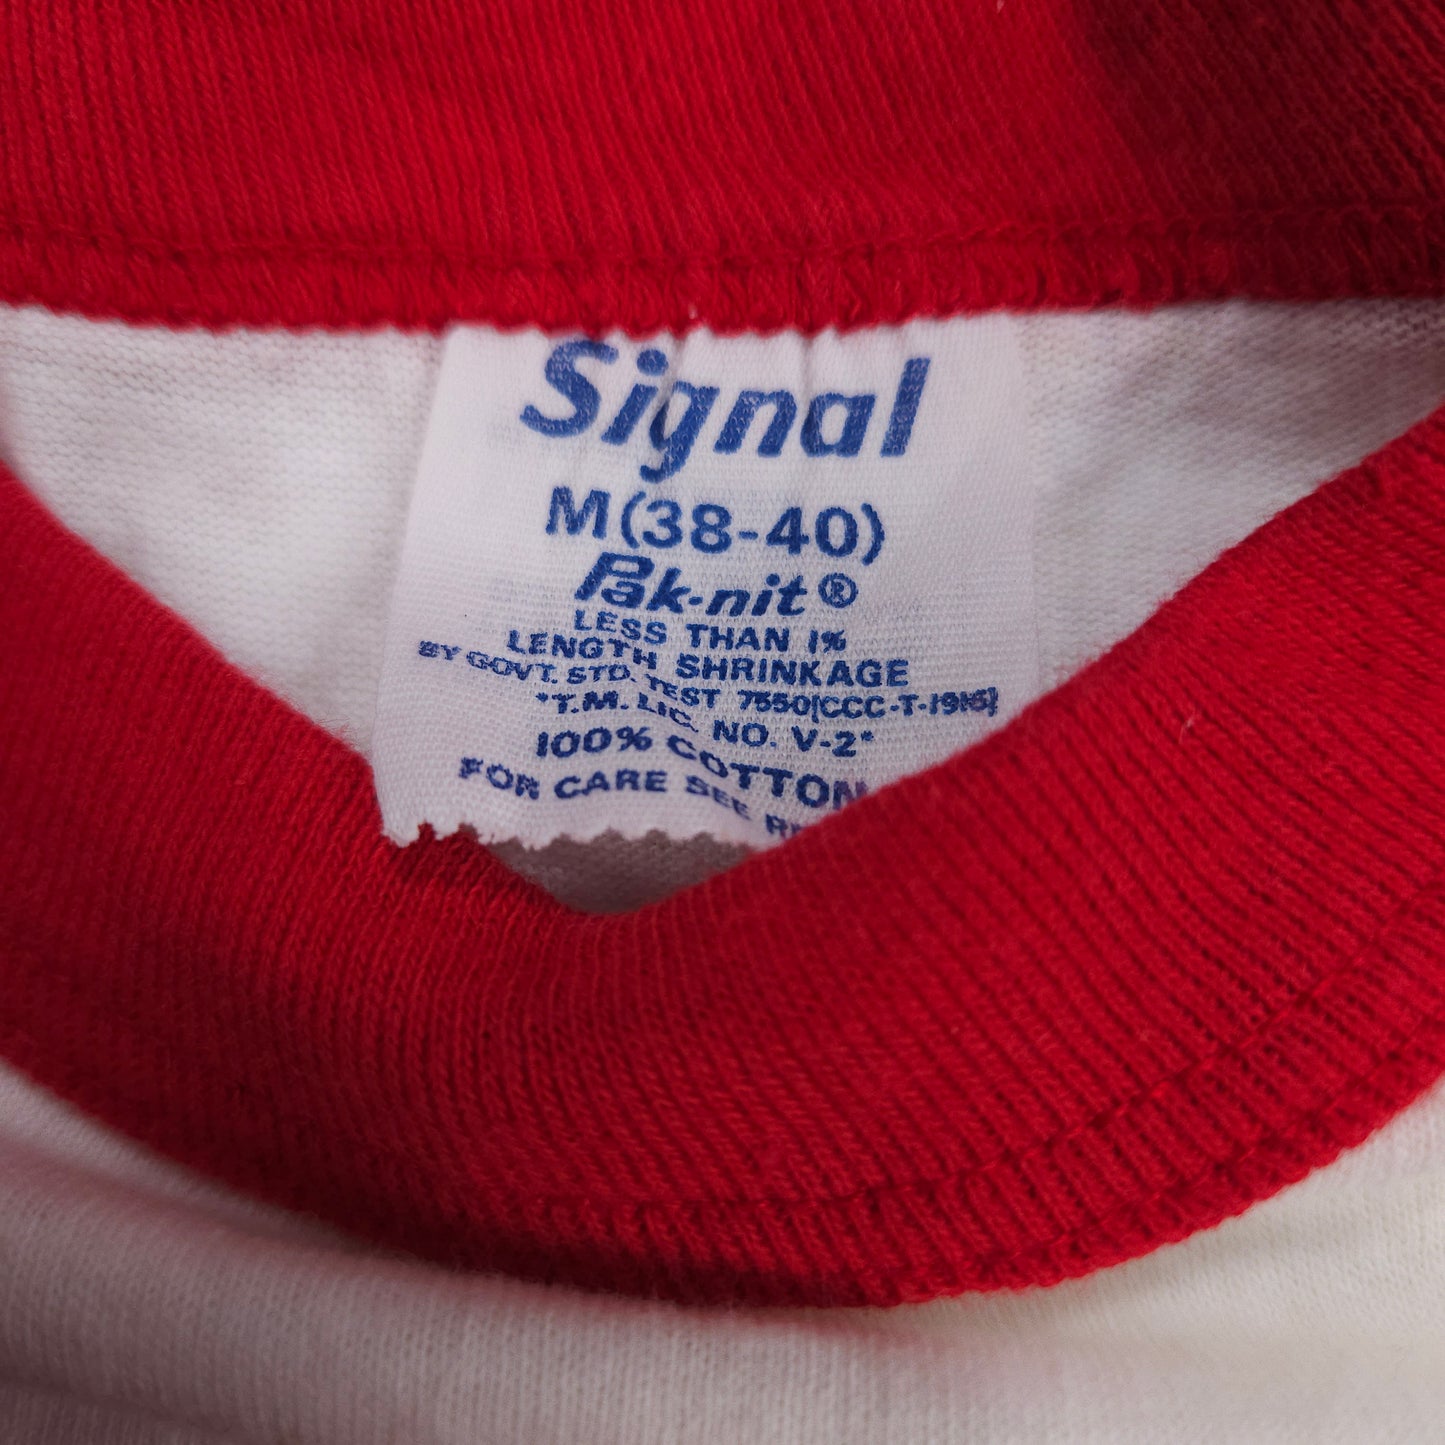 Signal
M (38-40)
Pak-nit®
LESS THAN 1%
LENGTH SHRINKAGE
BY GOVT. STD. TEST 7550[CCC-T-191b]
"T.M. LIC. NO. V-2"
100% COTTON
FOR CARE SEE